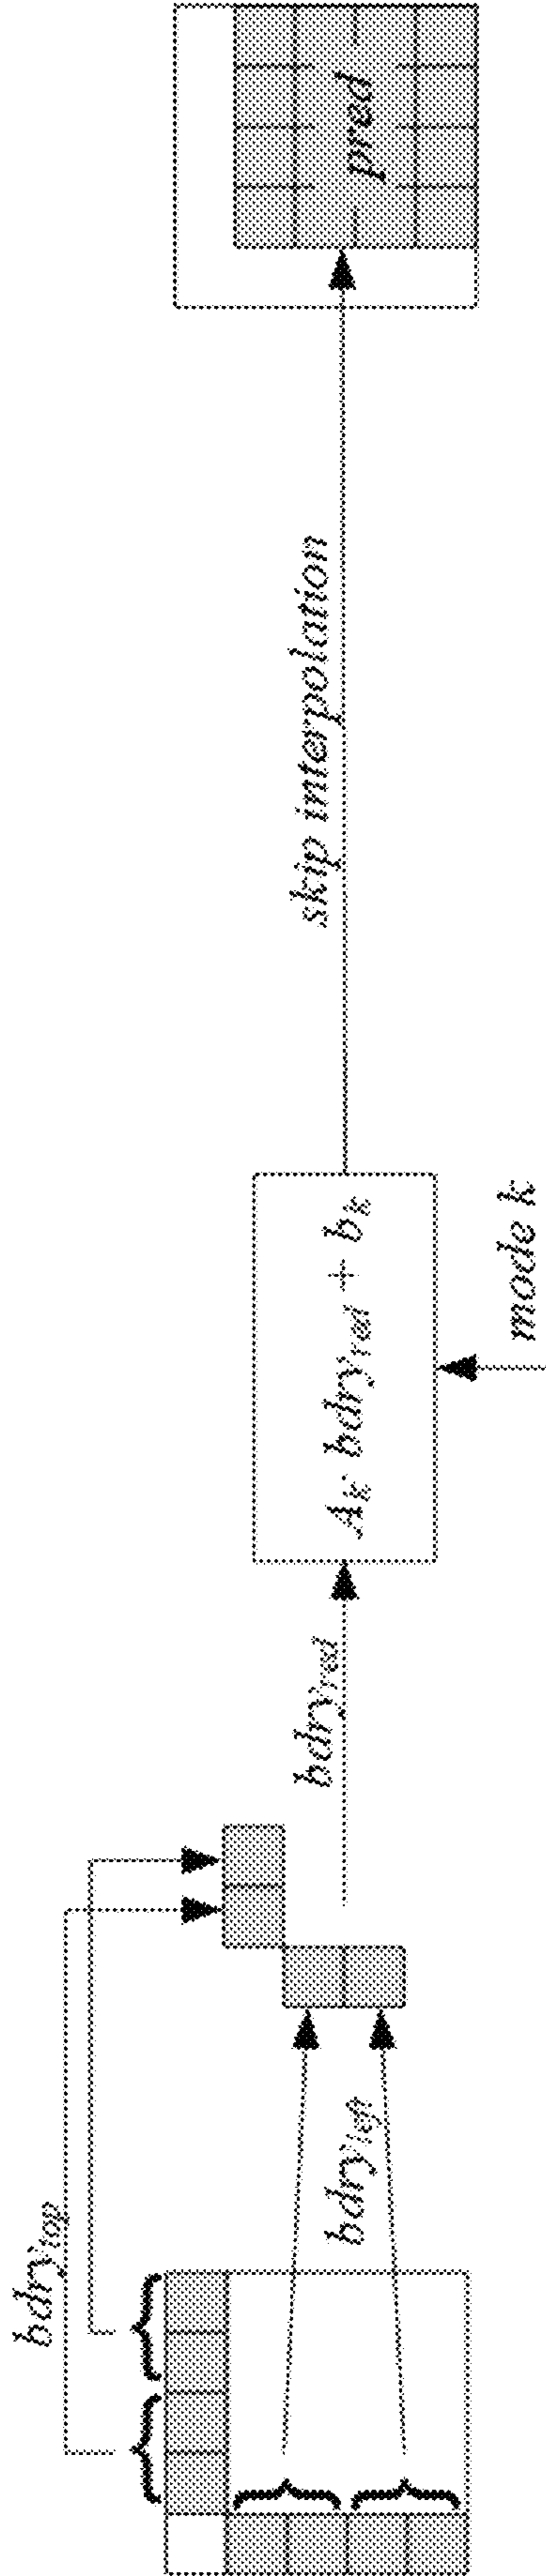 bdry_top
bdry_left
bdry_red
A_k · bdry_red + b_k
mode k
skip interpolation
pred